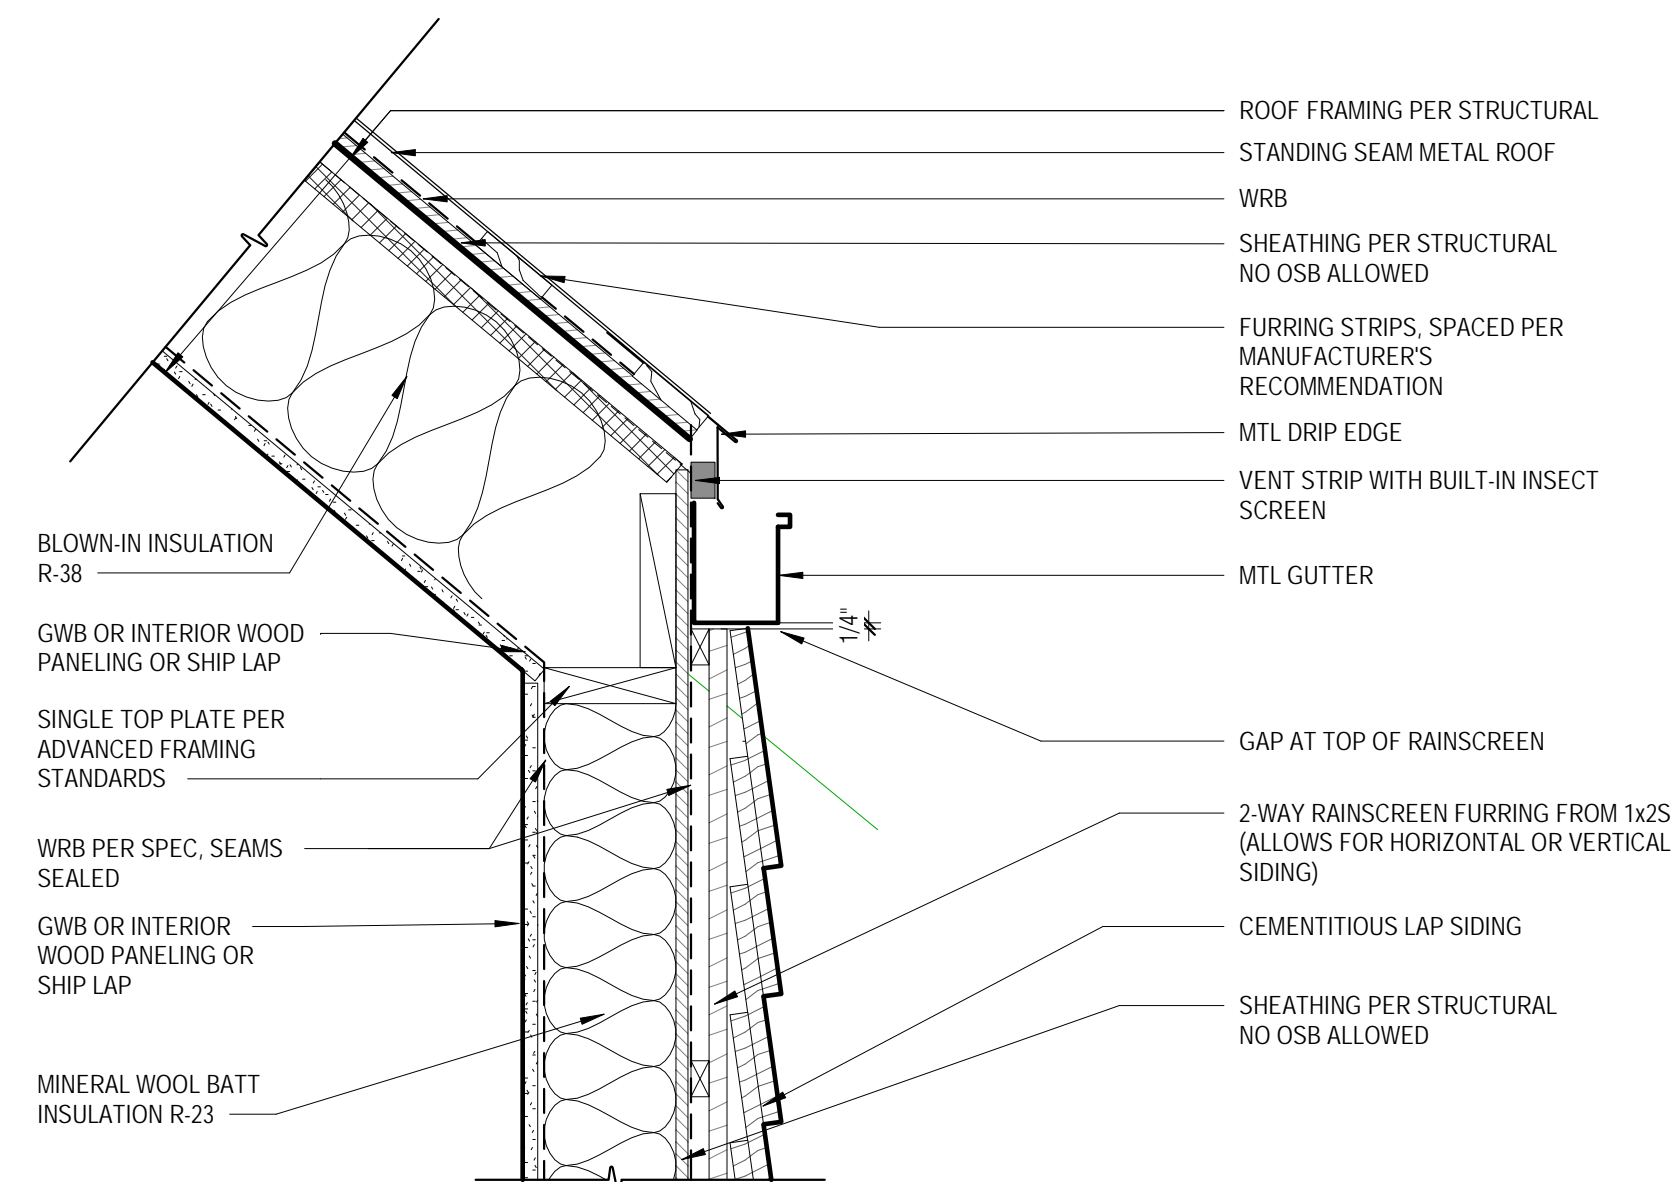 ROOF FRAMING PER STRUCTURAL
STANDING SEAM METAL ROOF
WRB
SHEATHING PER STRUCTURAL
NO OSB ALLOWED
FURRING STRIPS, SPACED PER
MANUFACTURER'S
RECOMMENDATION
MTL DRIP EDGE
VENT STRIP WITH BUILT-IN INSECT
SCREEN
MTL GUTTER
1/4"
GAP AT TOP OF RAINSCREEN
2-WAY RAINSCREEN FURRING FROM 1x2S
(ALLOWS FOR HORIZONTAL OR VERTICAL
SIDING)
CEMENTITIOUS LAP SIDING
SHEATHING PER STRUCTURAL
NO OSB ALLOWED
BLOWN-IN INSULATION
R-38
GWB OR INTERIOR WOOD
PANELING OR SHIP LAP
SINGLE TOP PLATE PER
ADVANCED FRAMING
STANDARDS
WRB PER SPEC, SEAMS
SEALED
GWB OR INTERIOR
WOOD PANELING OR
SHIP LAP
MINERAL WOOL BATT
INSULATION R-23